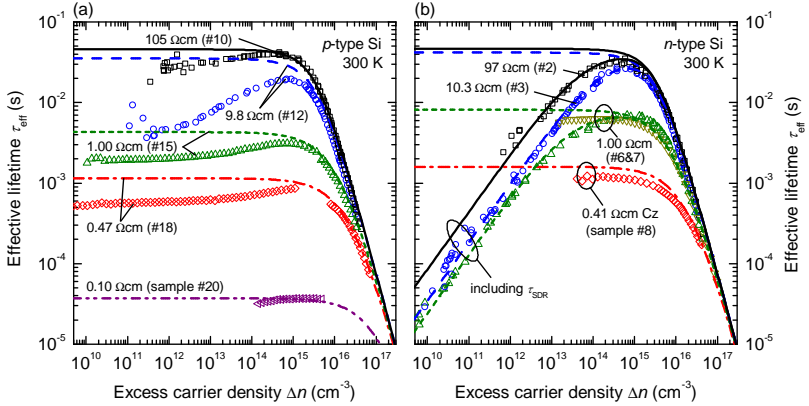 (a)
105 Ωcm (#10)
p-type Si
300 K
9.8 Ωcm (#12)
1.00 Ωcm (#15)
0.47 Ωcm (#18)
0.10 Ωcm (sample #20)
Effective lifetime τeff (s)
10⁻¹
10⁻²
10⁻³
10⁻⁴
10⁻⁵
10¹⁰ 10¹¹ 10¹² 10¹³ 10¹⁴ 10¹⁵ 10¹⁶ 10¹⁷
Excess carrier density Δn (cm⁻³)
(b)
n-type Si
300 K
97 Ωcm (#2)
10.3 Ωcm (#3)
1.00 Ωcm
(#6&7)
0.41 Ωcm Cz
(sample #8)
including τSDR
10⁻¹
10⁻²
10⁻³
10⁻⁴
10⁻⁵
Effective lifetime τeff (s)
10¹⁰ 10¹¹ 10¹² 10¹³ 10¹⁴ 10¹⁵ 10¹⁶ 10¹⁷
Excess carrier density Δn (cm⁻³)